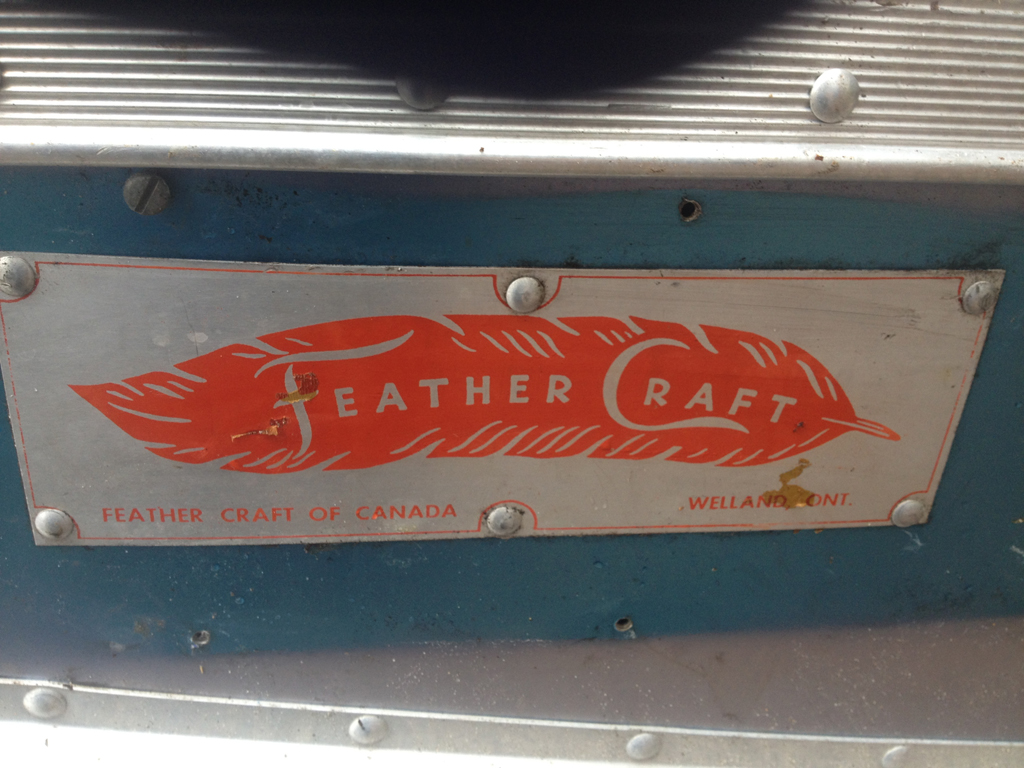 FEATHER CRAFT
FEATHER CRAFT OF CANADA
WELLAND, ONT.